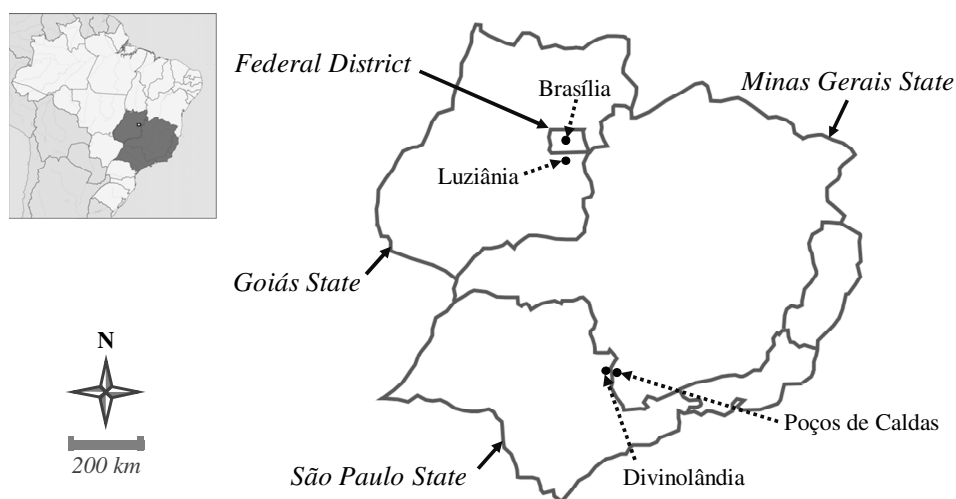 Federal District
Brasília
Minas Gerais State
Luziânia
Goiás State
N
200 km
Poços de Caldas
São Paulo State
Divinolândia